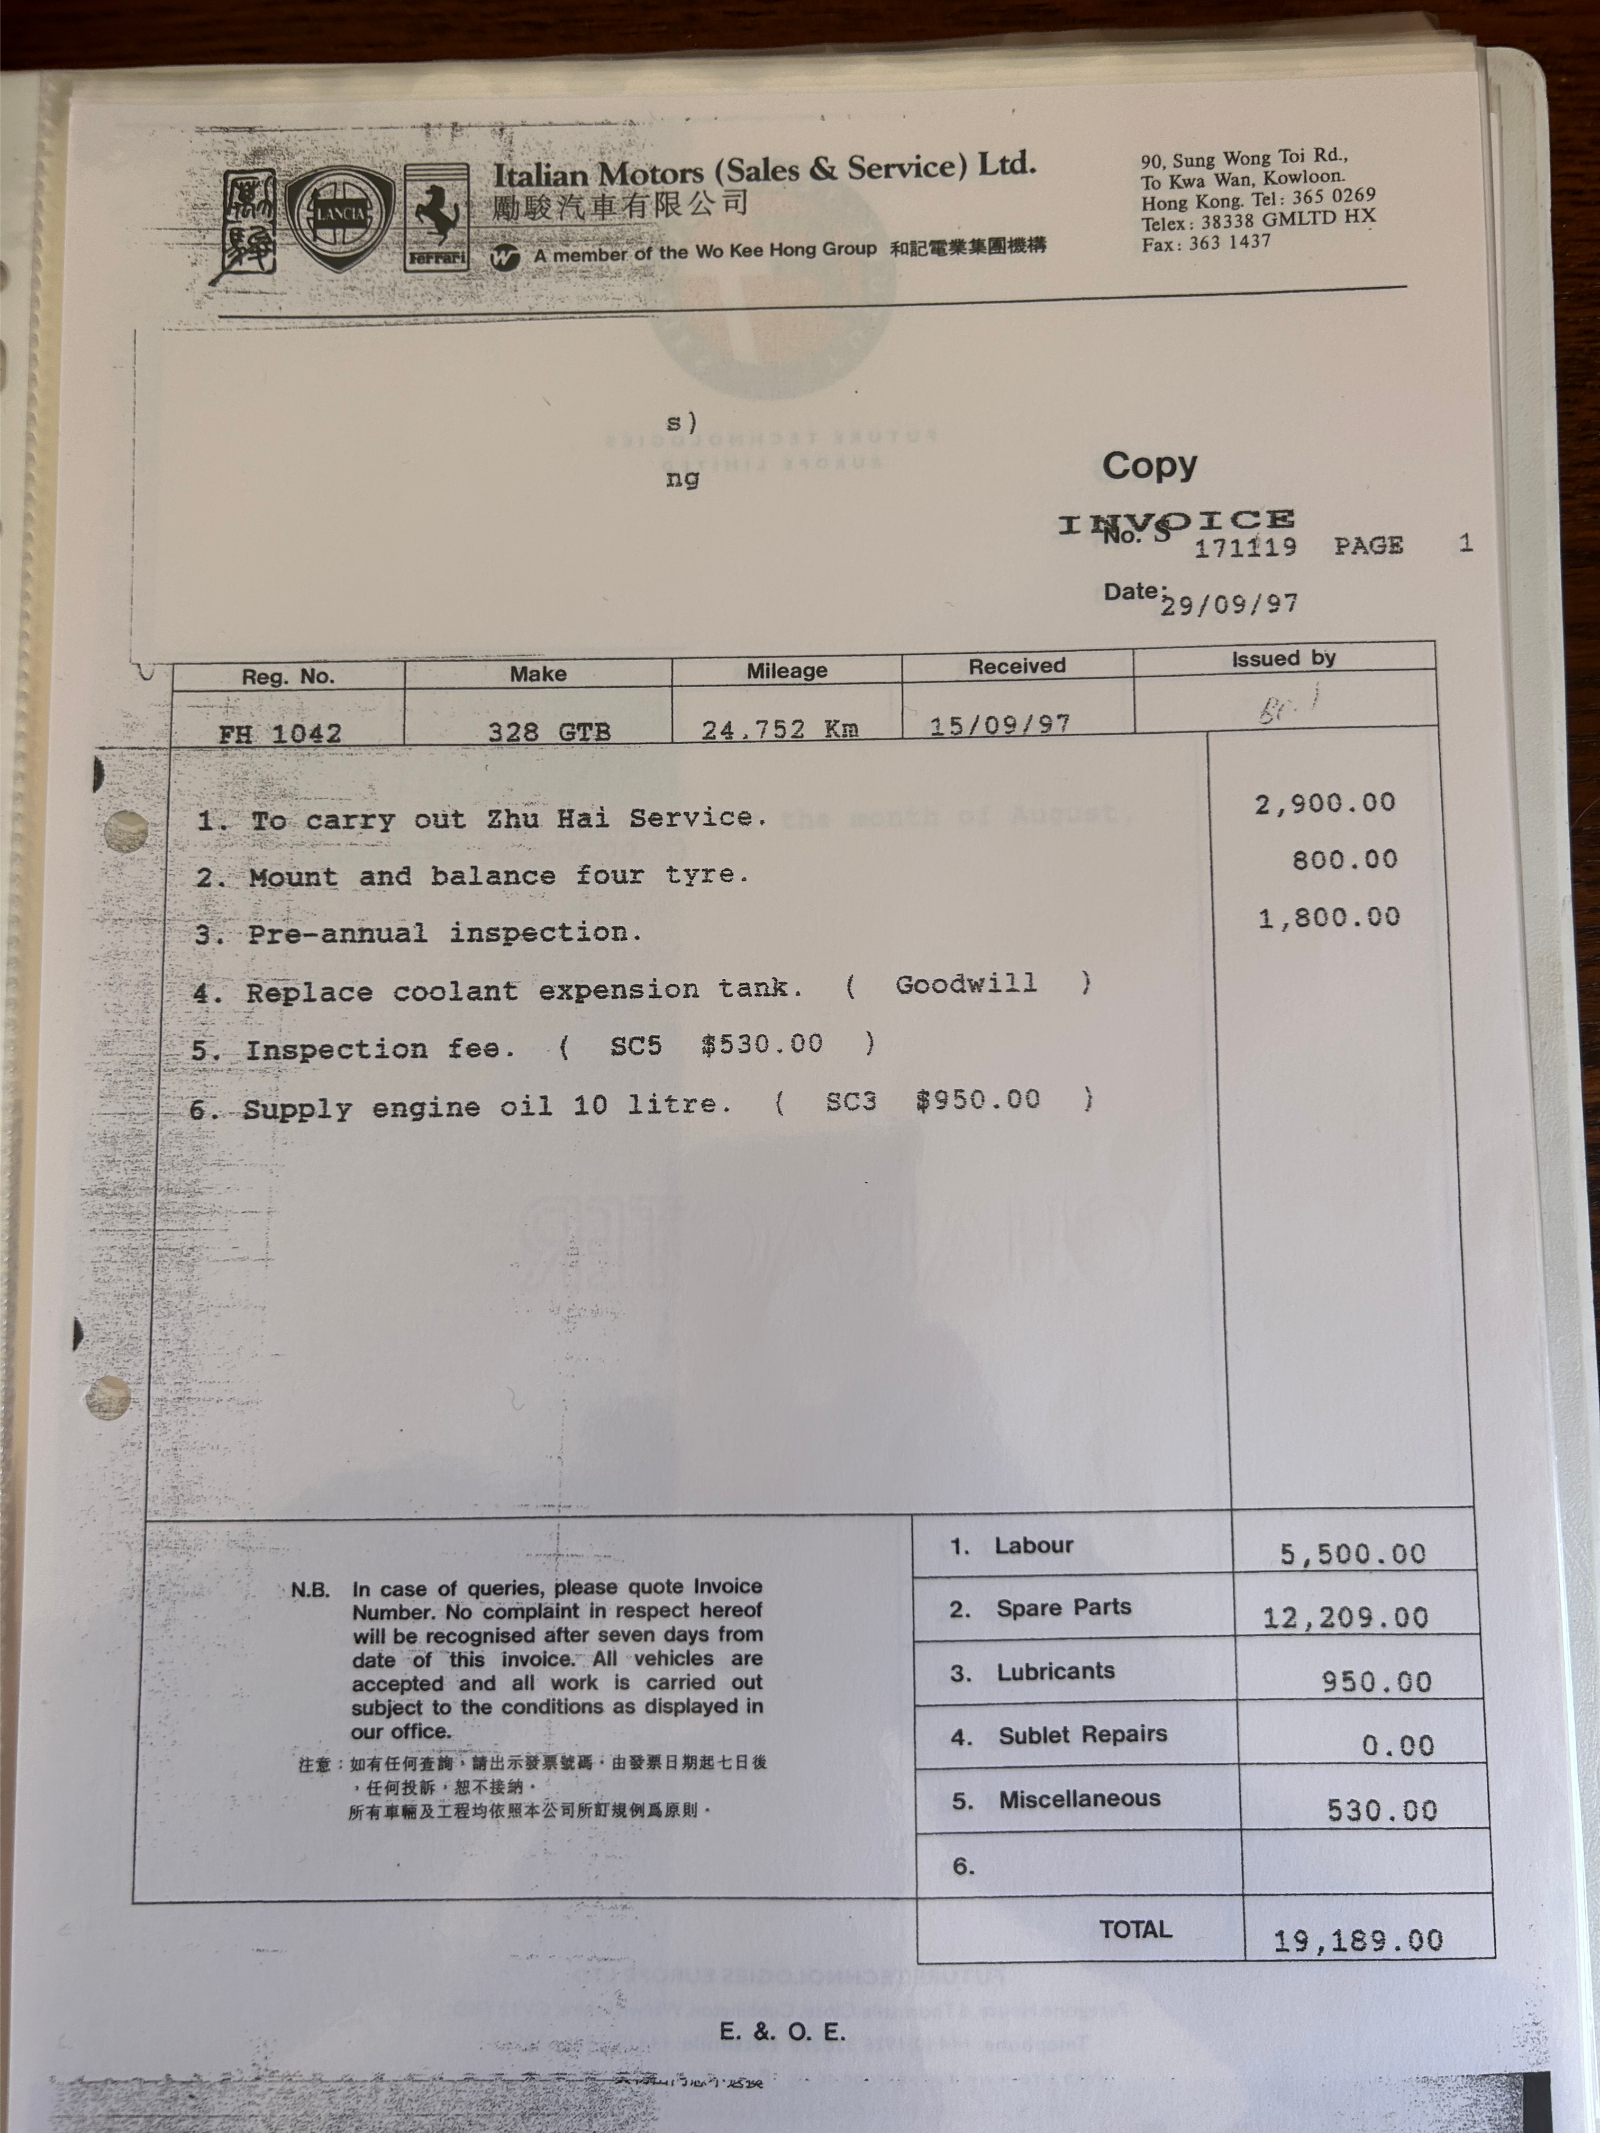 LANCIA
Ferrari
Italian Motors (Sales & Service) Ltd.
勵駿汽車有限公司
A member of the Wo Kee Hong Group 和記電業集團機構
90, Sung Wong Toi Rd.,
To Kwa Wan, Kowloon.
Hong Kong. Tel: 365 0269
Telex: 38338 GMLTD HX
Fax: 363 1437
s)
ng
Copy
INVOICE
No. S 171119 PAGE 1
Date: 29/09/97
Reg. No. Make Mileage Received Issued by
FH 1042 328 GTB 24.752 Km 15/09/97
1. To carry out Zhu Hai Service. 2,900.00
2. Mount and balance four tyre. 800.00
3. Pre-annual inspection. 1,800.00
4. Replace coolant expension tank. ( Goodwill )
5. Inspection fee. ( SC5 $530.00 )
6. Supply engine oil 10 litre. ( SC3 $950.00 )
N.B. In case of queries, please quote Invoice
Number. No complaint in respect hereof
will be recognised after seven days from
date of this invoice. All vehicles are
accepted and all work is carried out
subject to the conditions as displayed in
our office.
注意：如有任何查詢，請出示發票號碼。由發票日期起七日後
，任何投訴，恕不接納。
所有車輛及工程均依照本公司所訂規例爲原則。
1. Labour 5,500.00
2. Spare Parts 12,209.00
3. Lubricants 950.00
4. Sublet Repairs 0.00
5. Miscellaneous 530.00
6.
TOTAL 19,189.00
E. & O. E.